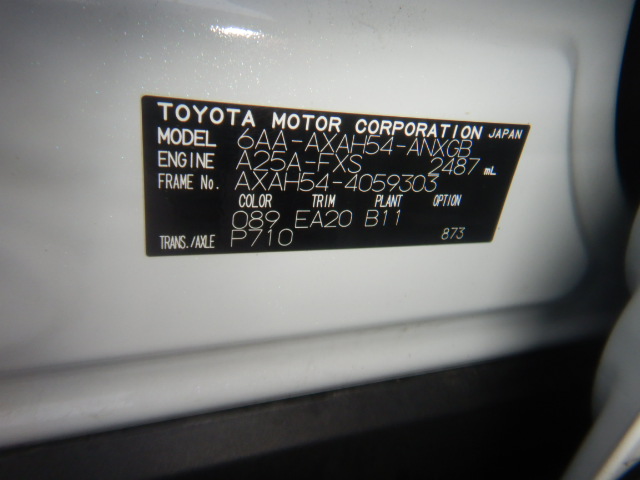 TOYOTA MOTOR CORPORATION JAPAN
MODEL 6AA-AXAH54-ANXGB
ENGINE A25A-FXS 2487 mL
FRAME No. AXAH54-4059303
COLOR TRIM PLANT OPTION
089 EA20 B11
TRANS./AXLE P710 873